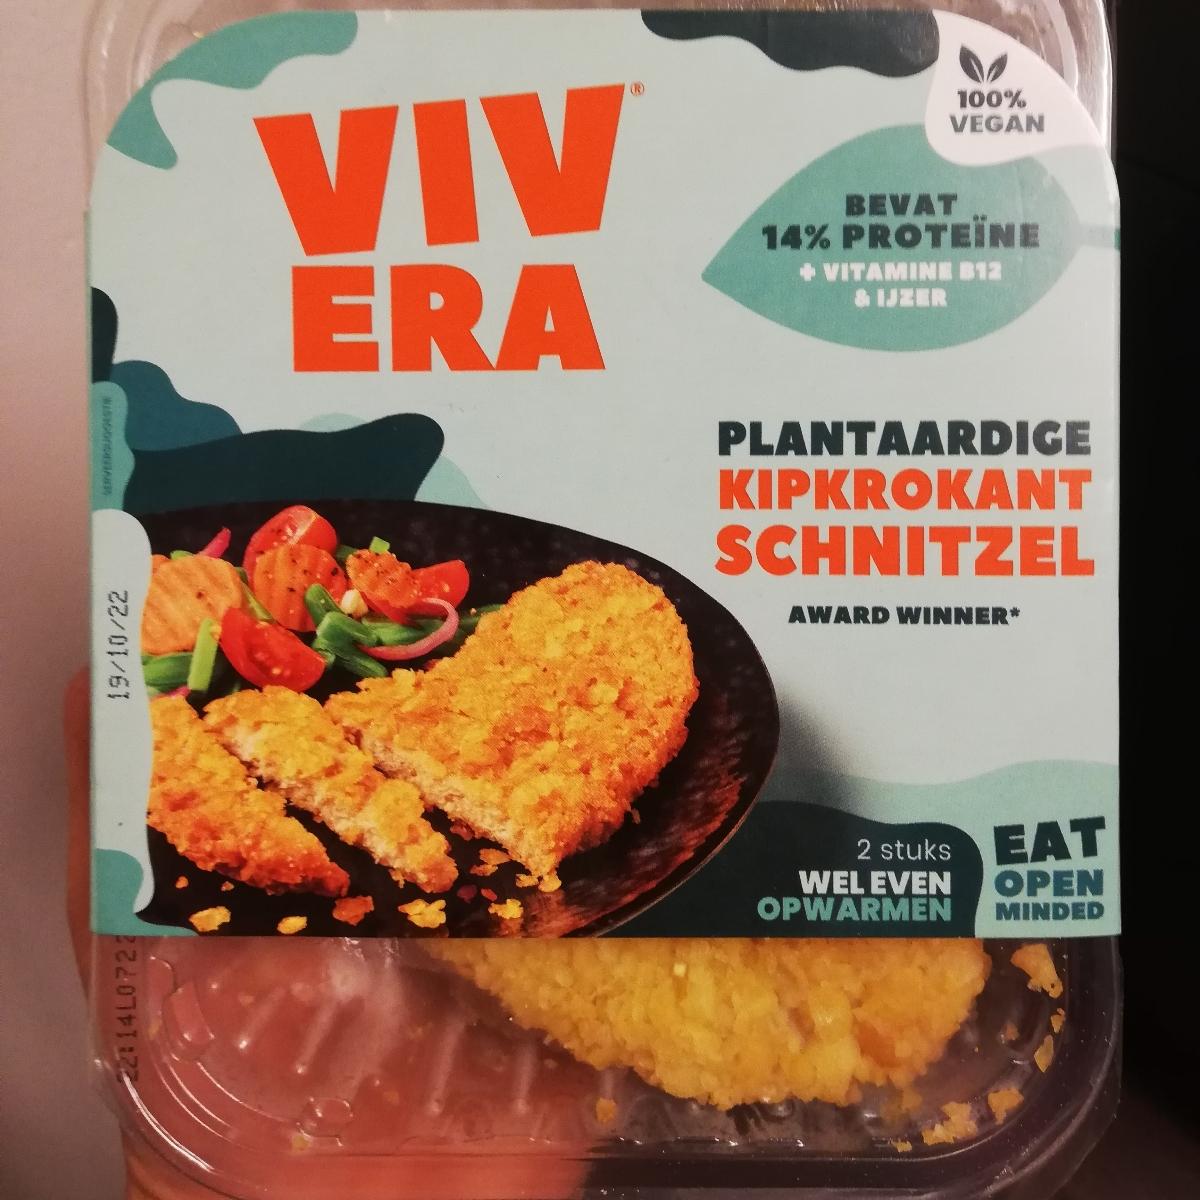 VIV®
ERA
100%
VEGAN
BEVAT
14% PROTEÏNE
+ VITAMINE B12
& IJZER
SERVEERSUGGESTIE
PLANTAARDIGE
KIPKROKANT
SCHNITZEL
AWARD WINNER*
19/10/22
2 stuks
WEL EVEN
OPWARMEN
EAT
OPEN
MINDED